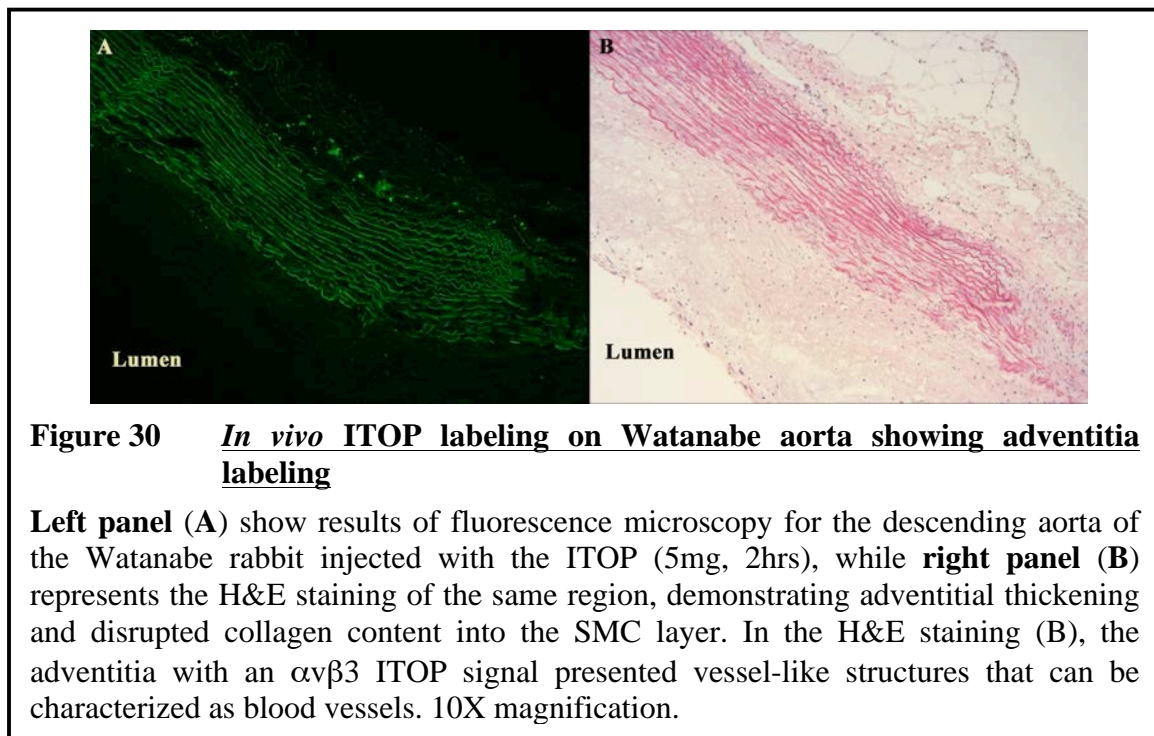 A
B
Lumen
Lumen
Figure 30 In vivo ITOP labeling on Watanabe aorta showing adventitia
labeling
Left panel (A) show results of fluorescence microscopy for the descending aorta of
the Watanabe rabbit injected with the ITOP (5mg, 2hrs), while right panel (B)
represents the H&E staining of the same region, demonstrating adventitial thickening
and disrupted collagen content into the SMC layer. In the H&E staining (B), the
adventitia with an αvβ3 ITOP signal presented vessel-like structures that can be
characterized as blood vessels. 10X magnification.